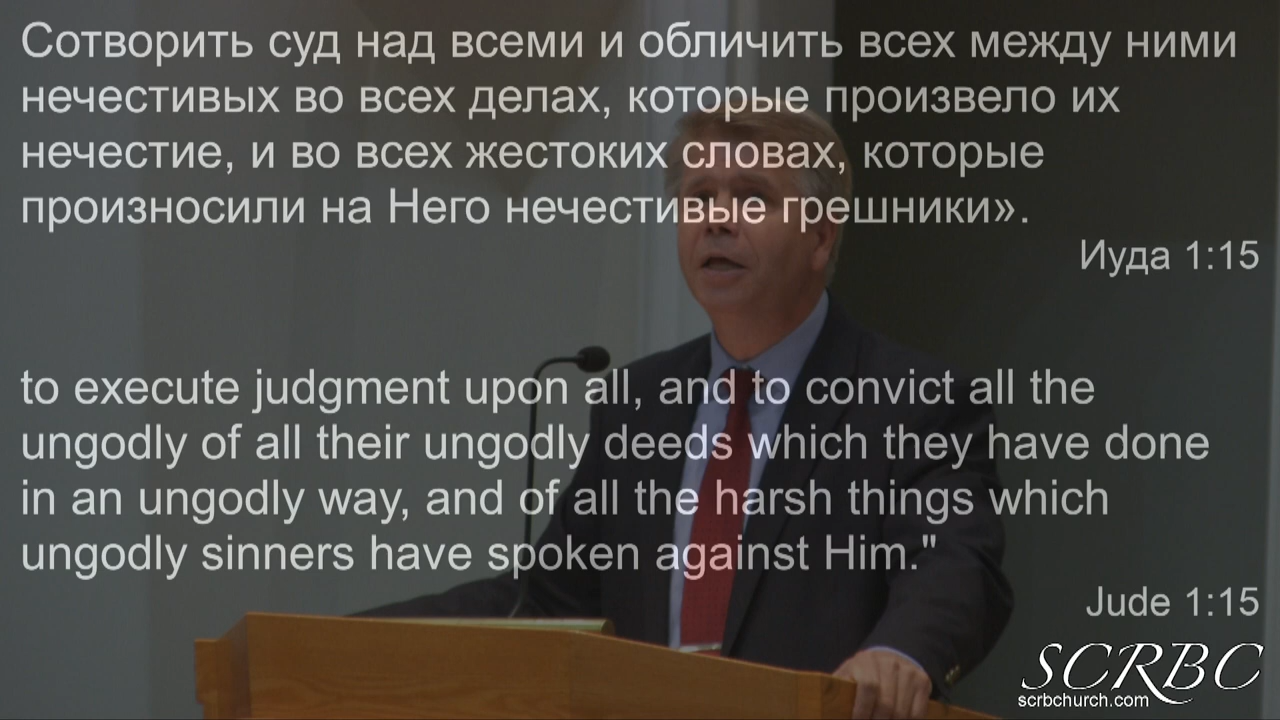 Сотворить суд над всеми и обличить всех между ними
нечестивых во всех делах, которые произвело их
нечестие, и во всех жестоких словах, которые
произносили на Него нечестивые грешники».
Иуда 1:15
to execute judgment upon all, and to convict all the
ungodly of all their ungodly deeds which they have done
in an ungodly way, and of all the harsh things which
ungodly sinners have spoken against Him."
Jude 1:15
SCRBC
scrbchurch.com